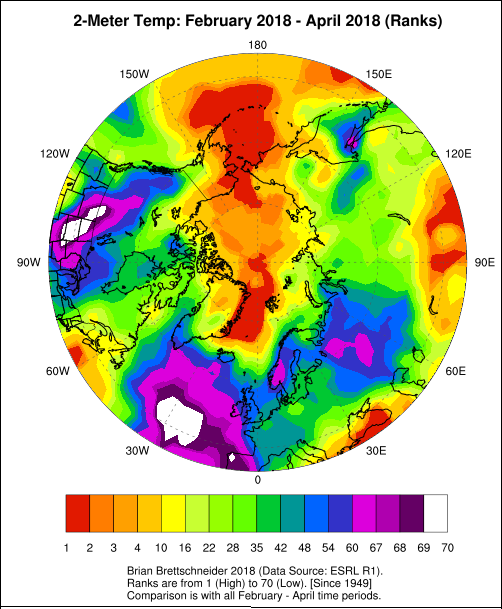 2-Meter Temp: February 2018 - April 2018 (Ranks)
180
150W 150E
120W 120E
90W 90E
60W 60E
30W 30E
0
1 2 3 4 10 16 22 28 35 42 48 54 60 67 68 69 70
Brian Brettschneider 2018 (Data Source: ESRL R1).
Ranks are from 1 (High) to 70 (Low). [Since 1949]
Comparison is with all February - April time periods.